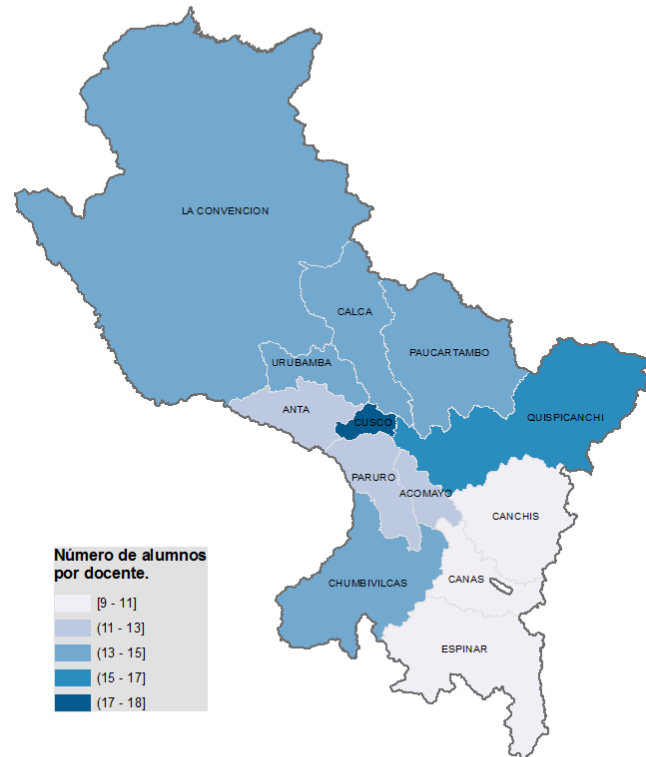 LA CONVENCION
CALCA
PAUCARTAMBO
URUBAMBA
ANTA
CUSCO
QUISPICANCHI
PARURO
ACOMAYO
CANCHIS
CHUMBIVILCAS
CANAS
ESPINAR
Número de alumnos
por docente.
[9 - 11]
(11 - 13]
(13 - 15]
(15 - 17]
(17 - 18]